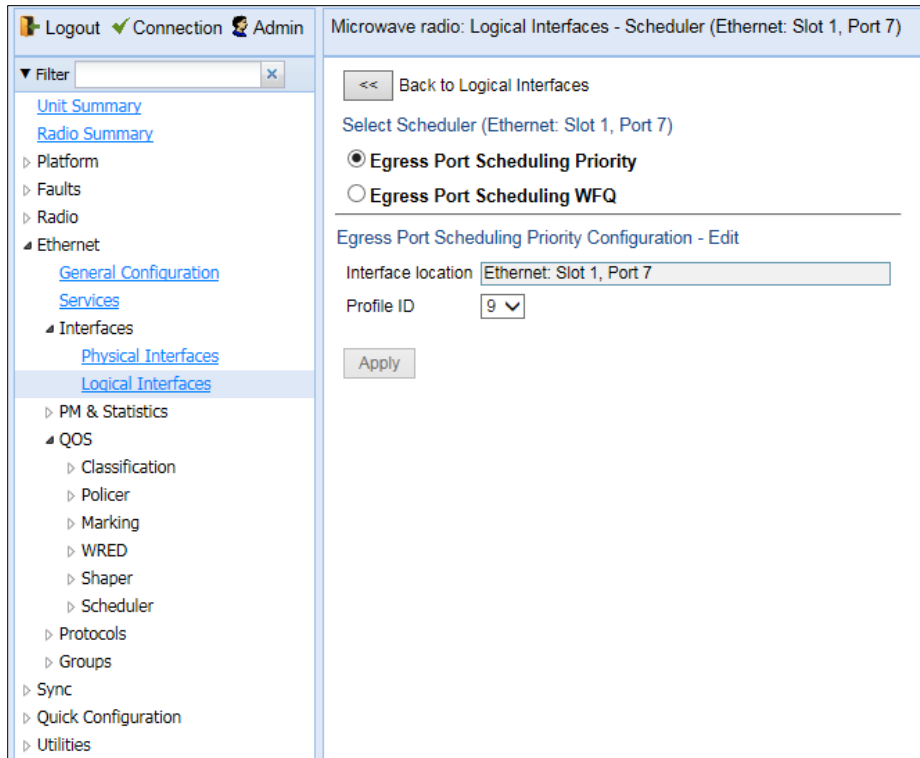 Logout Connection Admin
Filter
Unit Summary
Radio Summary
Platform
Faults
Radio
Ethernet
General Configuration
Services
Interfaces
Physical Interfaces
Logical Interfaces
PM & Statistics
QOS
Classification
Policer
Marking
WRED
Shaper
Scheduler
Protocols
Groups
Sync
Quick Configuration
Utilities
Microwave radio: Logical Interfaces - Scheduler (Ethernet: Slot 1, Port 7)
<< Back to Logical Interfaces
Select Scheduler (Ethernet: Slot 1, Port 7)
Egress Port Scheduling Priority
Egress Port Scheduling WFQ
Egress Port Scheduling Priority Configuration - Edit
Interface location Ethernet: Slot 1, Port 7
Profile ID 9
Apply